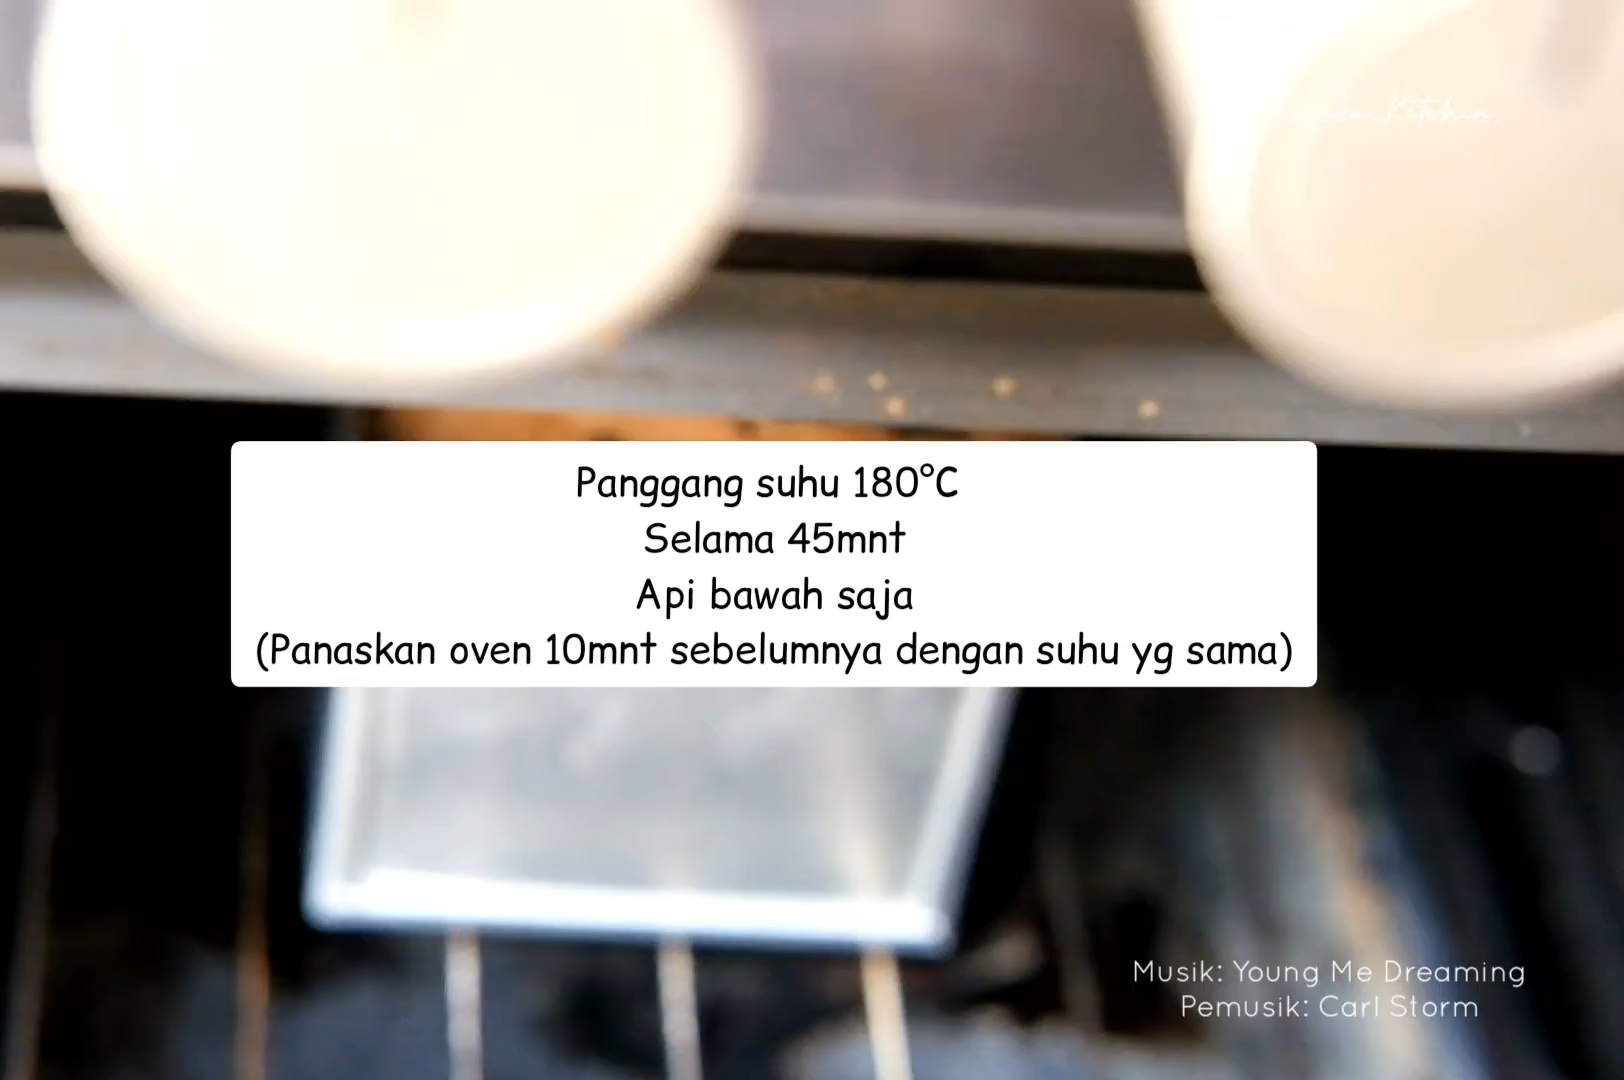 Kitchen
Panggang suhu 180°C
Selama 45mnt
Api bawah saja
(Panaskan oven 10mnt sebelumnya dengan suhu yg sama)
Musik: Young Me Dreaming
Pemusik: Carl Storm